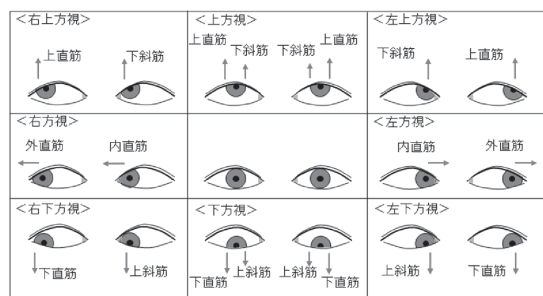 ＜右上方視＞
上直筋 下斜筋
＜上方視＞
上直筋 下斜筋 下斜筋 上直筋
＜左上方視＞
下斜筋 上直筋
＜右方視＞
外直筋 内直筋
＜左方視＞
内直筋 外直筋
＜右下方視＞
下直筋 上斜筋
＜下方視＞
下直筋 上斜筋 上斜筋 下直筋
＜左下方視＞
上斜筋 下直筋